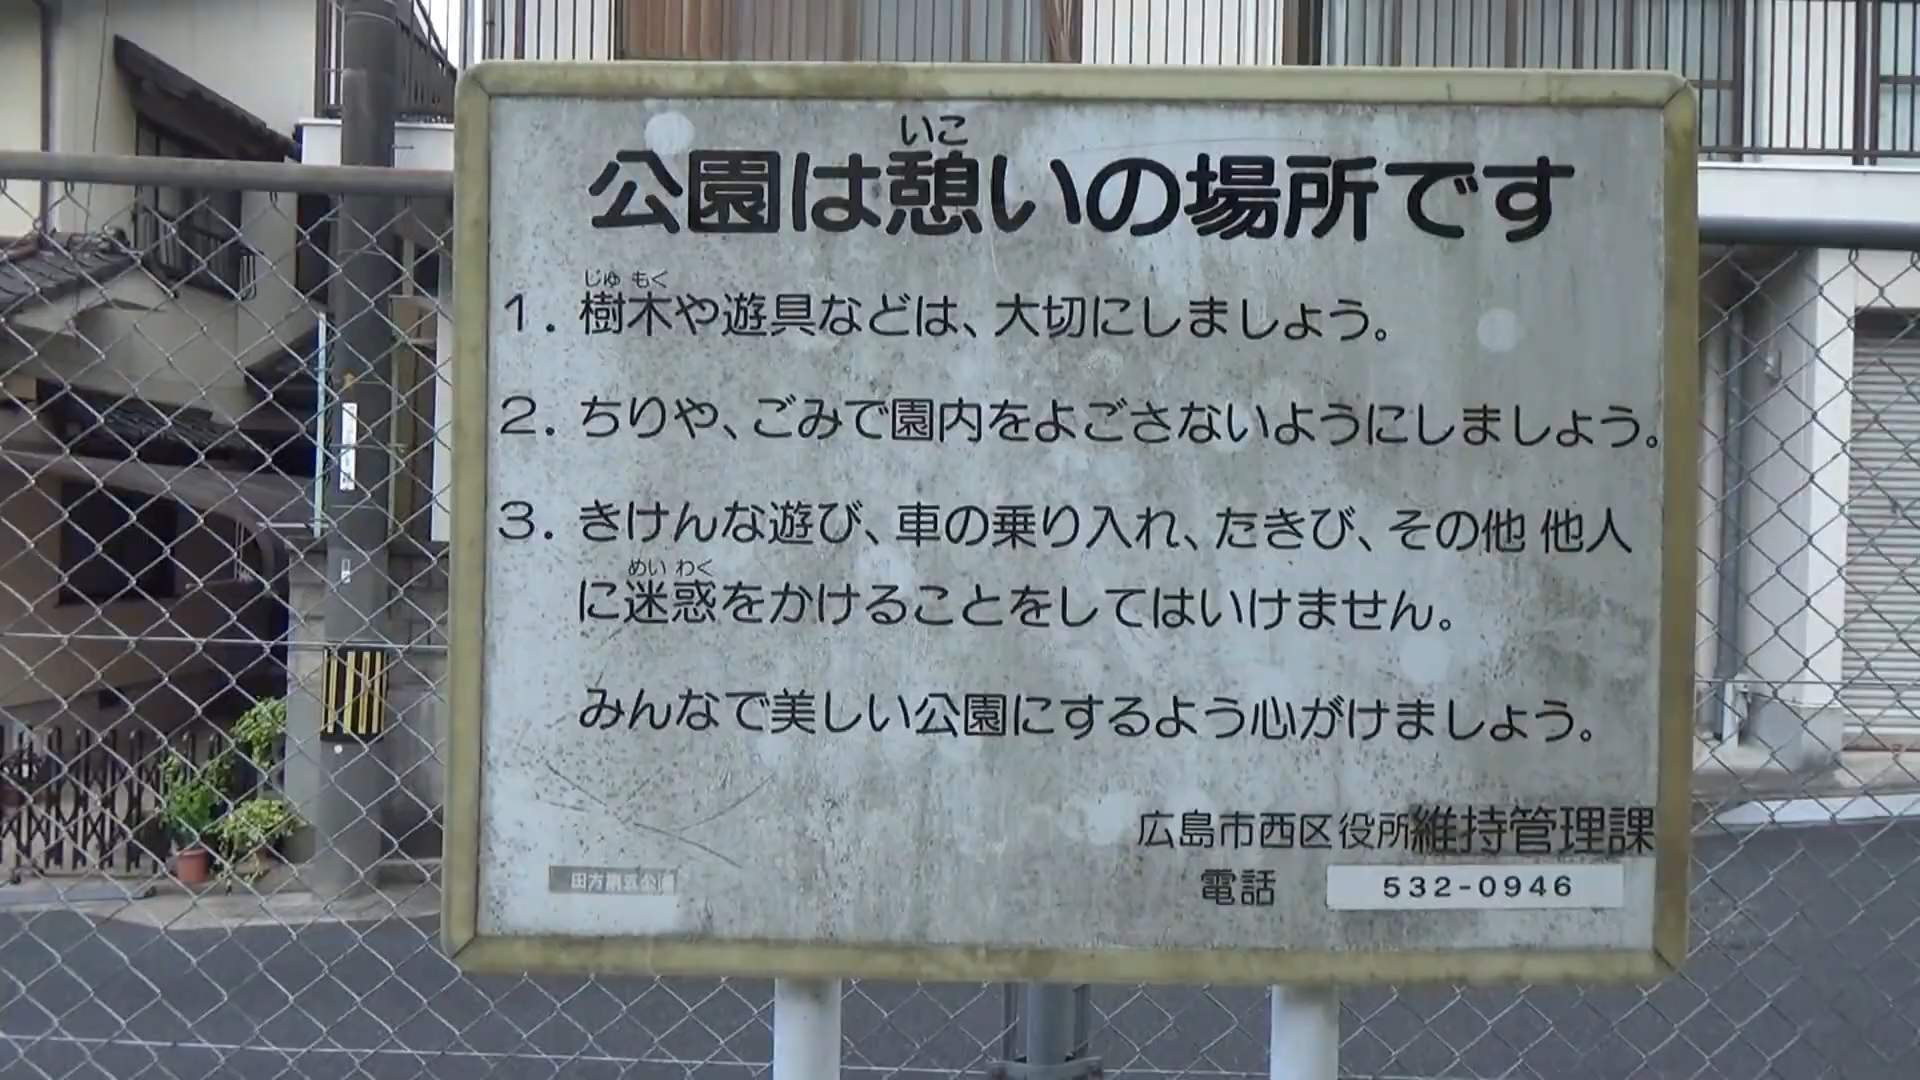 いこ
公園は憩いの場所です
じゅ もく
1. 樹木や遊具などは、大切にしましょう。
2. ちりや、ごみで園内をよごさないようにしましょう。
3. きけんな遊び、車の乗り入れ、たきび、その他 他人
めい わく
に迷惑をかけることをしてはいけません。
みんなで美しい公園にするよう心がけましょう。
広島市西区役所維持管理課
田方第五公園
電話 532-0946